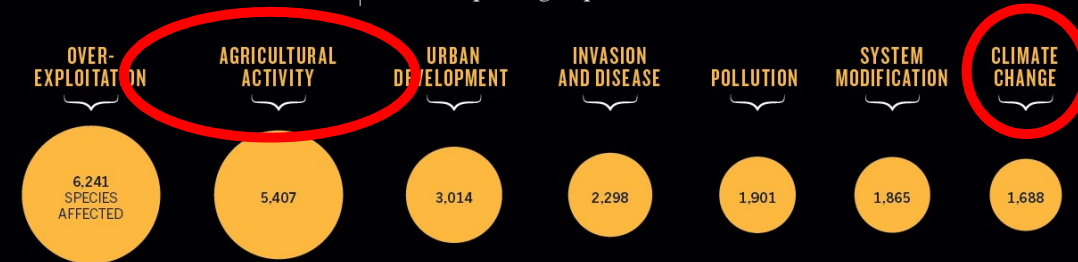 OVER-
EXPLOITATION
AGRICULTURAL
ACTIVITY
URBAN
DEVELOPMENT
INVASION
AND DISEASE
POLLUTION
SYSTEM
MODIFICATION
CLIMATE
CHANGE
6,241
SPECIES
AFFECTED
5,407
3,014
2,298
1,901
1,865
1,688